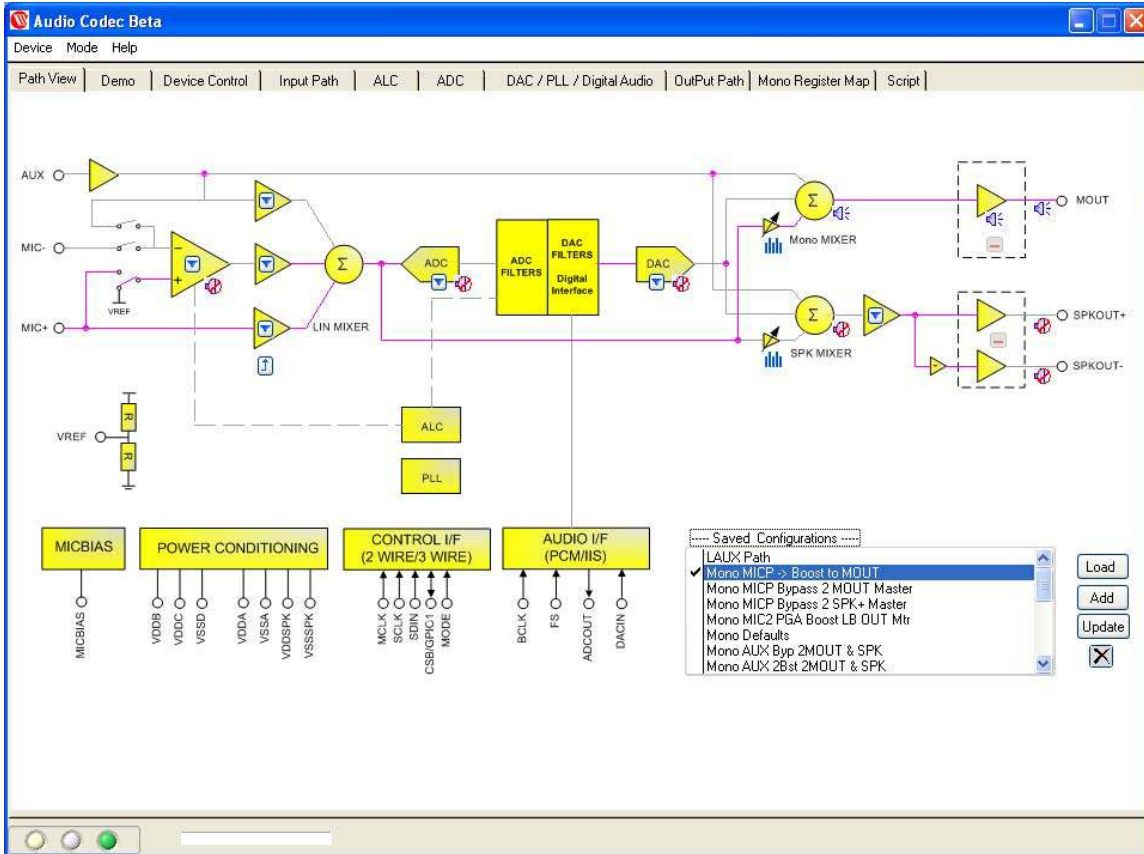 Audio Codec Beta
Device Mode Help
Path View Demo Device Control Input Path ALC ADC DAC / PLL / Digital Audio OutPut Path Mono Register Map Script
AUX
MIC-
MIC+
VREF
LIN MIXER
Σ
ADC
ADC
FILTERS
DAC
FILTERS
Digital
Interface
DAC
Σ
Mono MIXER
Σ
SPK MIXER
MOUT
SPKOUT+
SPKOUT-
VREF
R
R
ALC
PLL
MICBIAS
POWER CONDITIONING
CONTROL I/F
(2 WIRE/3 WIRE)
AUDIO I/F
(PCM/IIS)
MICBIAS
VDDB
VDDC
VSSD
VDDA
VSSA
VDDSPK
VSSSPK
MCLK
SCLK
SDIN
CSB/GPIC1
MODE
BCLK
FS
ADCOUT
DACIN
----- Saved Configurations -----
LAUX Path
Mono MICP -> Boost to MOUT
Mono MICP Bypass 2 MOUT Master
Mono MICP Bypass 2 SPK+ Master
Mono MIC2 PGA Boost LB OUT Mtr
Mono Defaults
Mono AUX Byp 2MOUT & SPK
Mono AUX 2Bst 2MOUT & SPK
Load
Add
Update
X